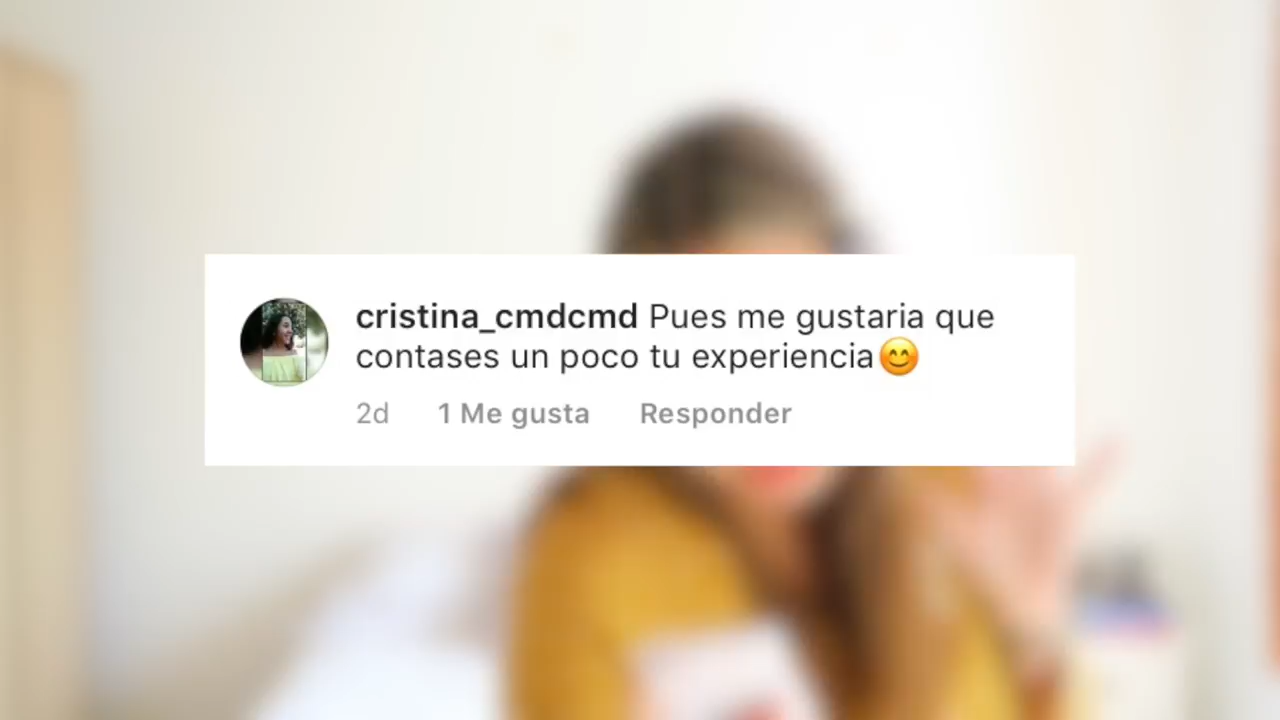 cristina_cmdcmd Pues me gustaria que
contases un poco tu experiencia😊
2d 1 Me gusta Responder